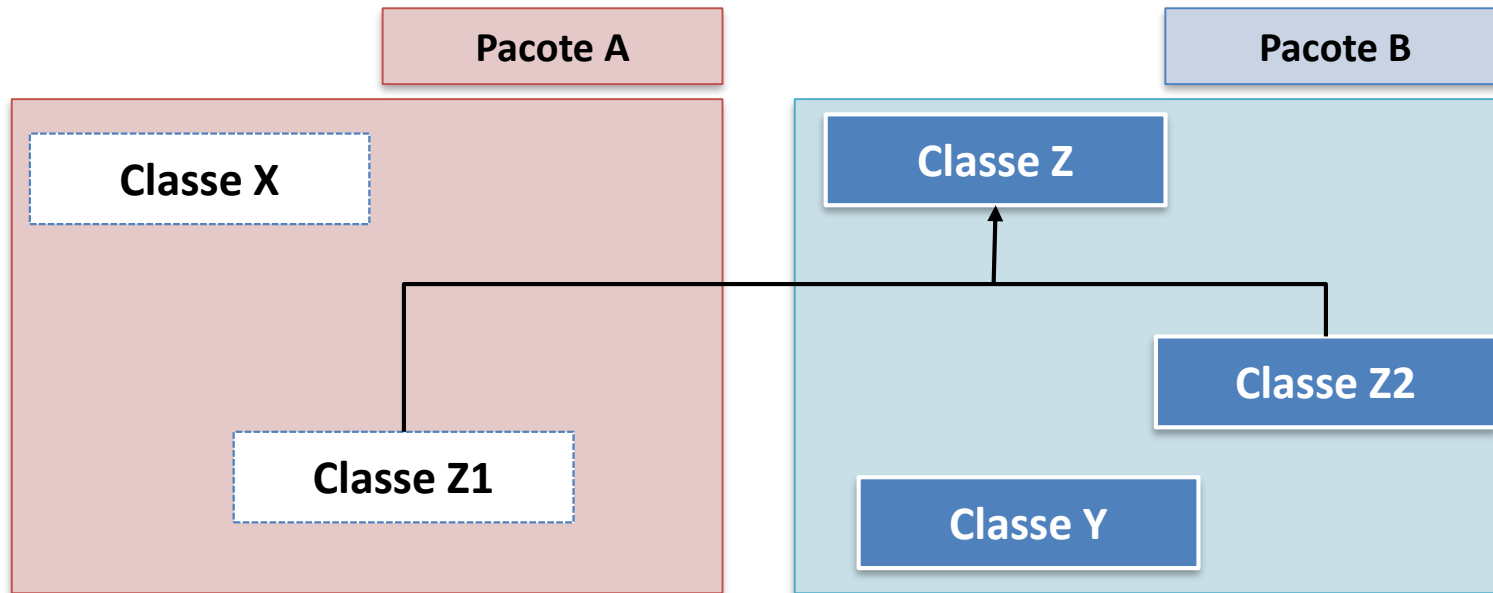 Pacote A
Pacote B
Classe X
Classe Z
Classe Z2
Classe Z1
Classe Y